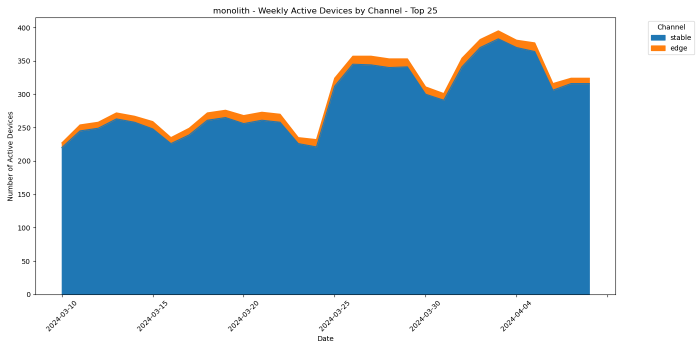 monolith - Weekly Active Devices by Channel - Top 25
Channel
stable
edge
Number of Active Devices
400
350
300
250
200
150
100
50
0
2024-03-10
2024-03-15
2024-03-20
2024-03-25
2024-03-30
2024-04-04
Date